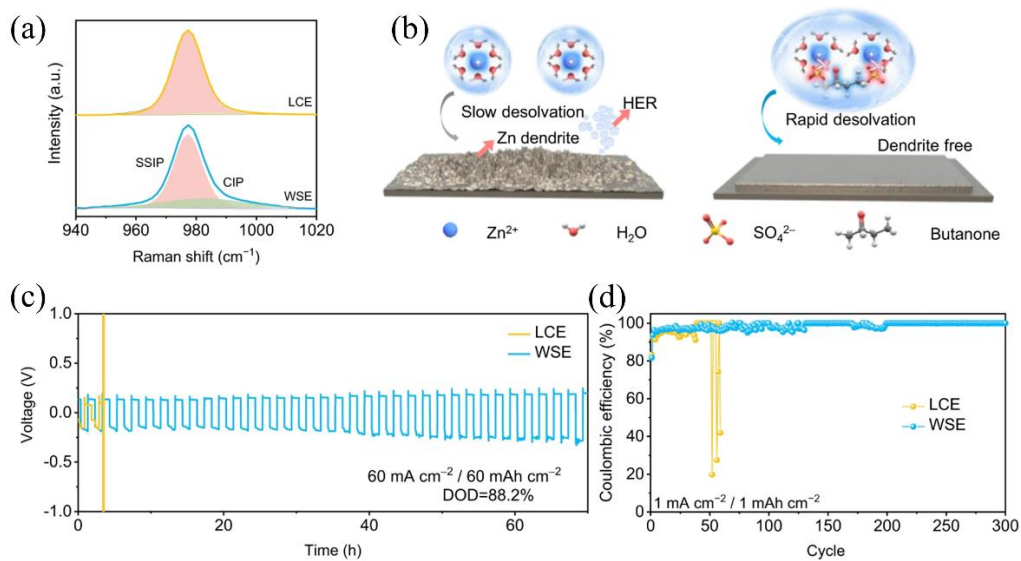 (a)
Intensity (a.u.)
LCE
SSIP
CIP
WSE
940 960 980 1000 1020
Raman shift (cm⁻¹)
(b)
Slow desolvation
HER
Zn dendrite
Rapid desolvation
Dendrite free
Zn²⁺ H₂O SO₄²⁻ Butanone
(c)
1.0
0.5
0.0
-0.5
-1.0
Voltage (V)
LCE
WSE
60 mA cm⁻² / 60 mAh cm⁻²
DOD=88.2%
0 20 40 60
Time (h)
(d)
100
80
60
40
20
0
Coulombic efficiency (%)
LCE
WSE
1 mA cm⁻² / 1 mAh cm⁻²
0 50 100 150 200 250 300
Cycle